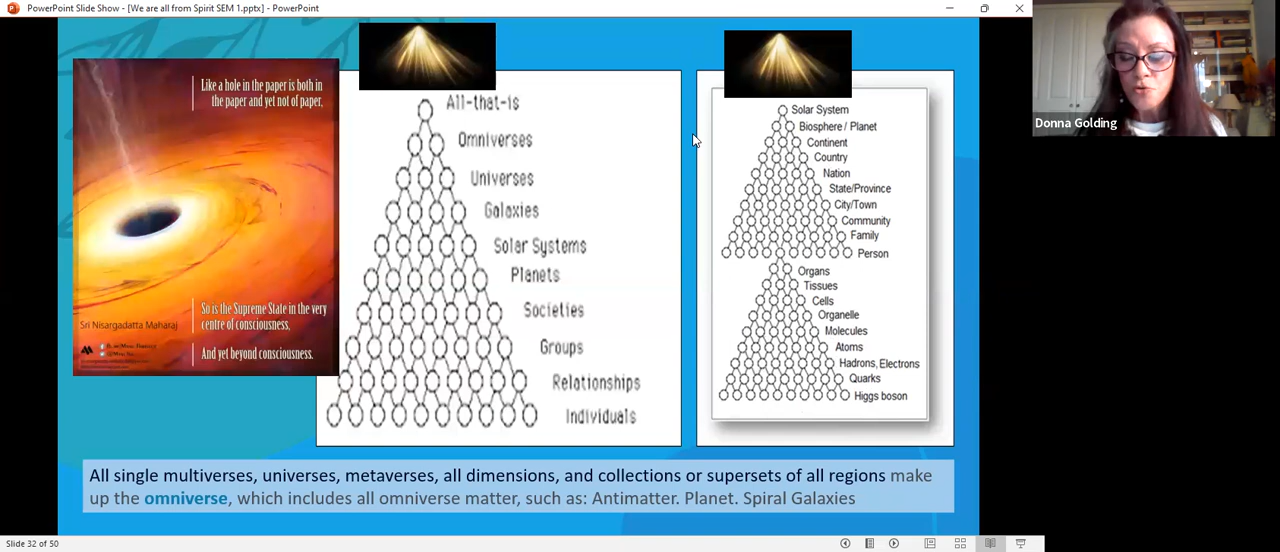 PowerPoint Slide Show - [We are all from Spirit SEM 1.pptx] - PowerPoint
Like a hole in the paper is both in
the paper and yet not of paper,
Sri Nisargadatta Maharaj
So is the Supreme State in the very
centre of consciousness,
And yet beyond consciousness.
All-that-is
Omniverses
Universes
Galaxies
Solar Systems
Planets
Societies
Groups
Relationships
Individuals
Solar System
Biosphere / Planet
Continent
Country
Nation
State/Province
City/Town
Community
Family
Person
Organs
Tissues
Cells
Organelle
Molecules
Atoms
Hadrons, Electrons
Quarks
Higgs boson
Donna Golding
All single multiverses, universes, metaverses, all dimensions, and collections or supersets of all regions make
up the omniverse, which includes all omniverse matter, such as: Antimatter. Planet. Spiral Galaxies
Slide 32 of 50